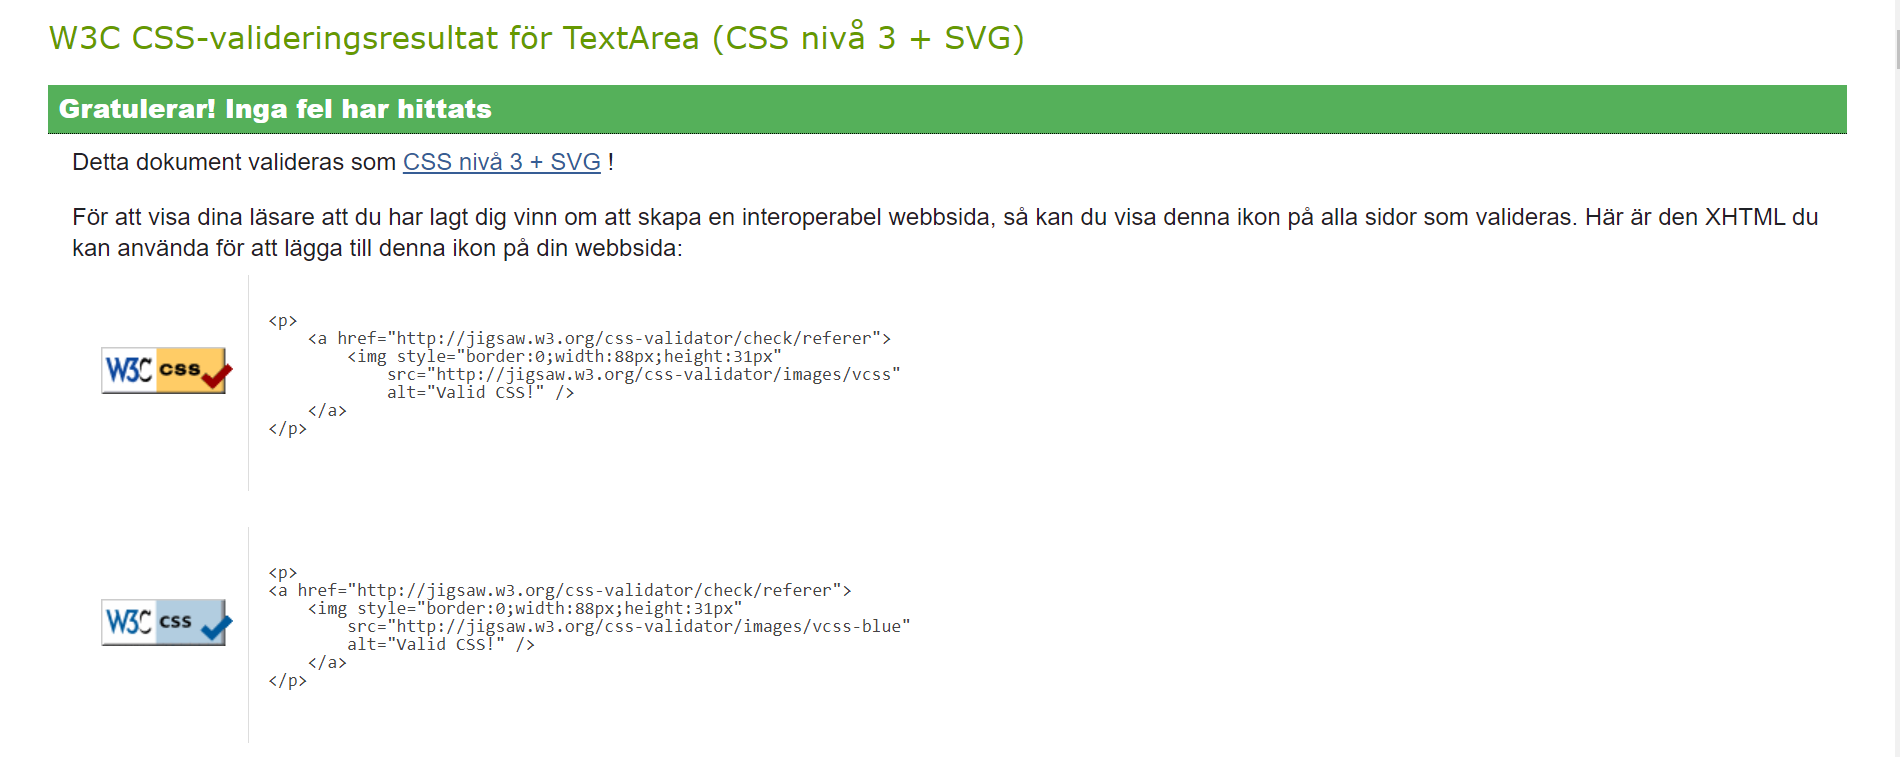 W3C CSS-valideringsresultat för TextArea (CSS nivå 3 + SVG)
Gratulerar! Inga fel har hittats
Detta dokument valideras som CSS nivå 3 + SVG !
För att visa dina läsare att du har lagt dig vinn om att skapa en interoperabel webbsida, så kan du visa denna ikon på alla sidor som valideras. Här är den XHTML du
kan använda för att lägga till denna ikon på din webbsida:
<p>
<a href="http://jigsaw.w3.org/css-validator/check/referer">
<img style="border:0;width:88px;height:31px"
W3C css
src="http://jigsaw.w3.org/css-validator/images/vcss"
alt="Valid CSS!" />
</a>
</p>
<p>
<a href="http://jigsaw.w3.org/css-validator/check/referer">
<img style="border:0;width:88px;height:31px"
W3C css
src="http://jigsaw.w3.org/css-validator/images/vcss-blue"
alt="Valid CSS!" />
</a>
</p>